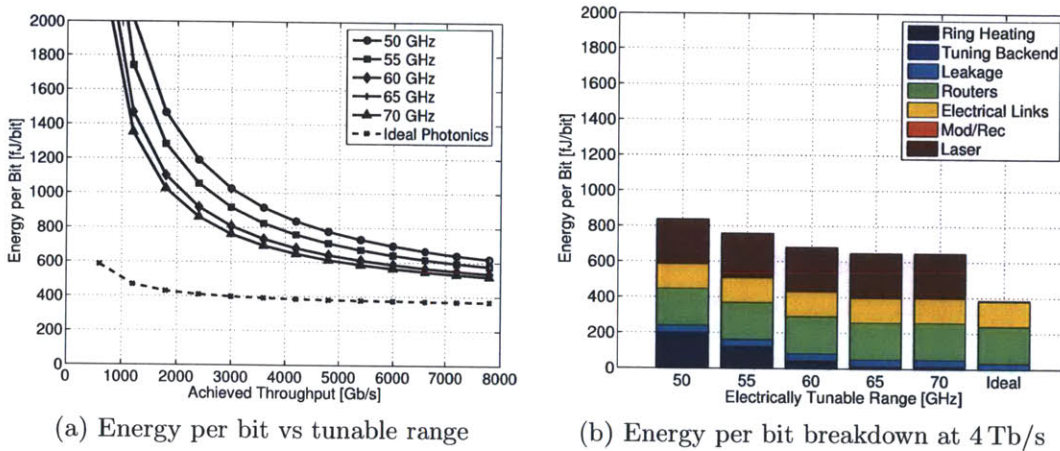 2000
1800
1600
1400
1200
1000
800
600
400
200
0
Energy per Bit [fJ/bit]
50 GHz
55 GHz
60 GHz
65 GHz
70 GHz
Ideal Photonics
0 1000 2000 3000 4000 5000 6000 7000 8000
Achieved Throughput [Gb/s]
(a) Energy per bit vs tunable range
2000
1800
1600
1400
1200
1000
800
600
400
200
0
Energy per Bit [fJ/bit]
Ring Heating
Tuning Backend
Leakage
Routers
Electrical Links
Mod/Rec
Laser
50 55 60 65 70 Ideal
Electrically Tunable Range [GHz]
(b) Energy per bit breakdown at 4 Tb/s